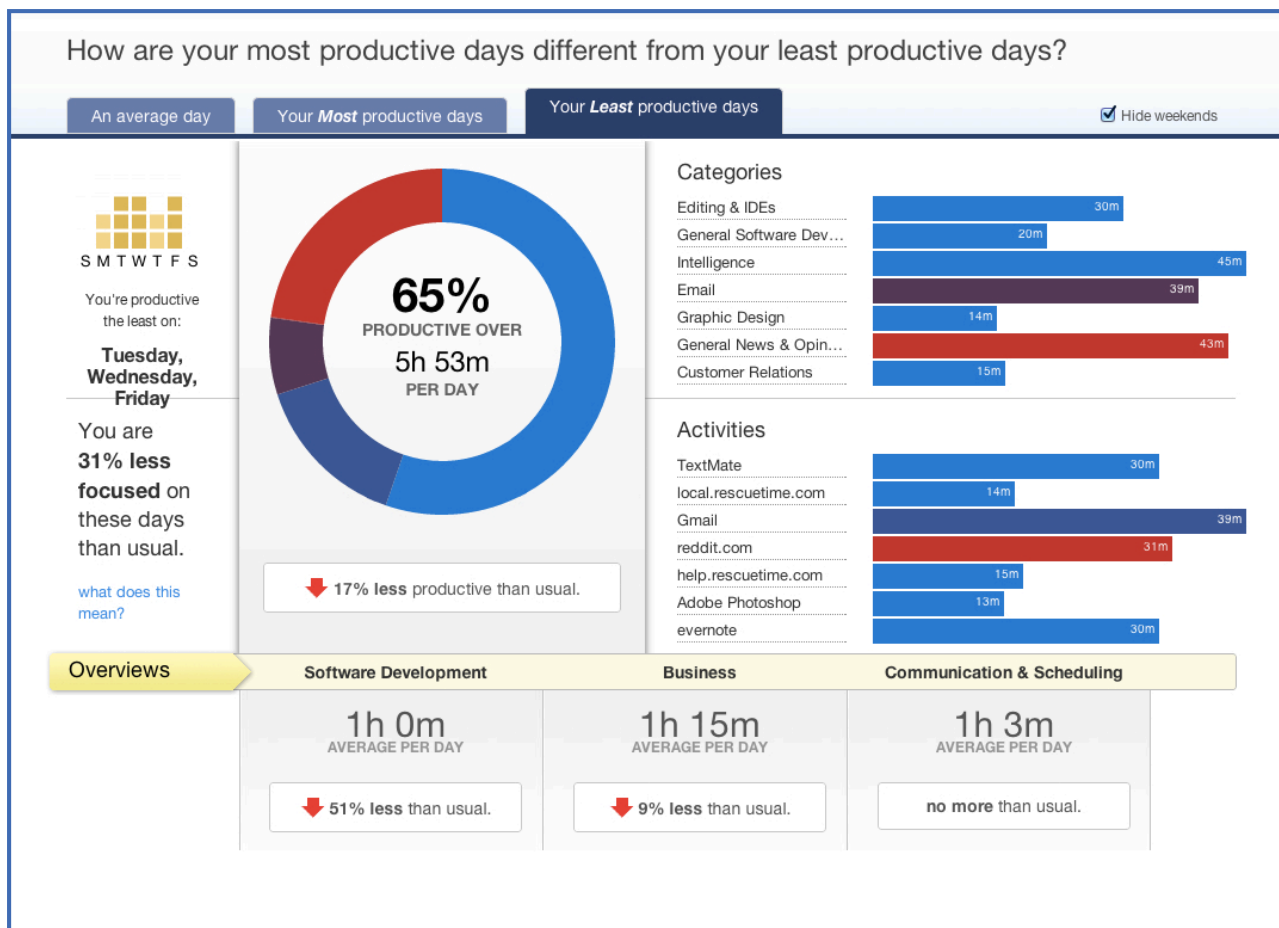 How are your most productive days different from your least productive days?
An average day
Your Most productive days
Your Least productive days
Hide weekends
S M T W T F S
You're productive
the least on:
Tuesday,
Wednesday,
Friday
You are
31% less
focused on
these days
than usual.
what does this
mean?
65%
PRODUCTIVE OVER
5h 53m
PER DAY
17% less productive than usual.
Categories
Editing & IDEs 30m
General Software Dev... 20m
Intelligence 45m
Email 39m
Graphic Design 14m
General News & Opin... 43m
Customer Relations 15m
Activities
TextMate 30m
local.rescuetime.com 14m
Gmail 39m
reddit.com 31m
help.rescuetime.com 15m
Adobe Photoshop 13m
evernote 30m
Overviews
Software Development
Business
Communication & Scheduling
1h 0m
AVERAGE PER DAY
51% less than usual.
1h 15m
AVERAGE PER DAY
9% less than usual.
1h 3m
AVERAGE PER DAY
no more than usual.